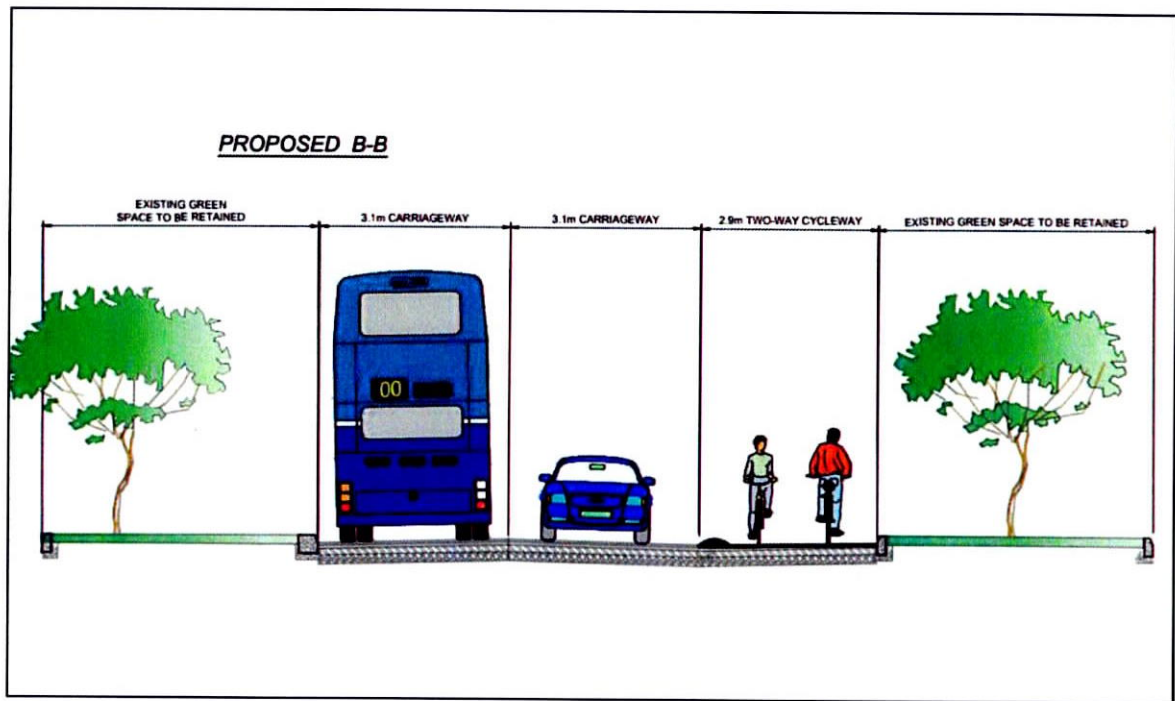 PROPOSED B-B
EXISTING GREEN
SPACE TO BE RETAINED
3.1m CARRIAGEWAY
3.1m CARRIAGEWAY
2.9m TWO-WAY CYCLEWAY
EXISTING GREEN SPACE TO BE RETAINED
00